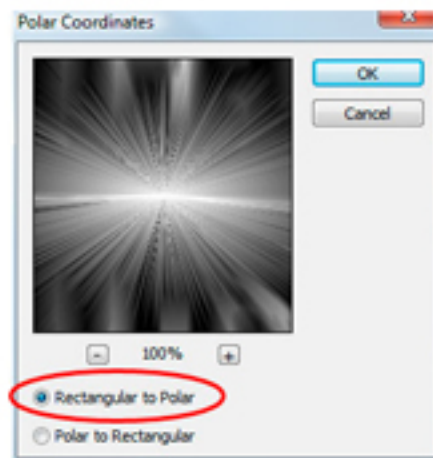 Polar Coordinates
OK
Cancel
- 100% +
Rectangular to Polar
Polar to Rectangular